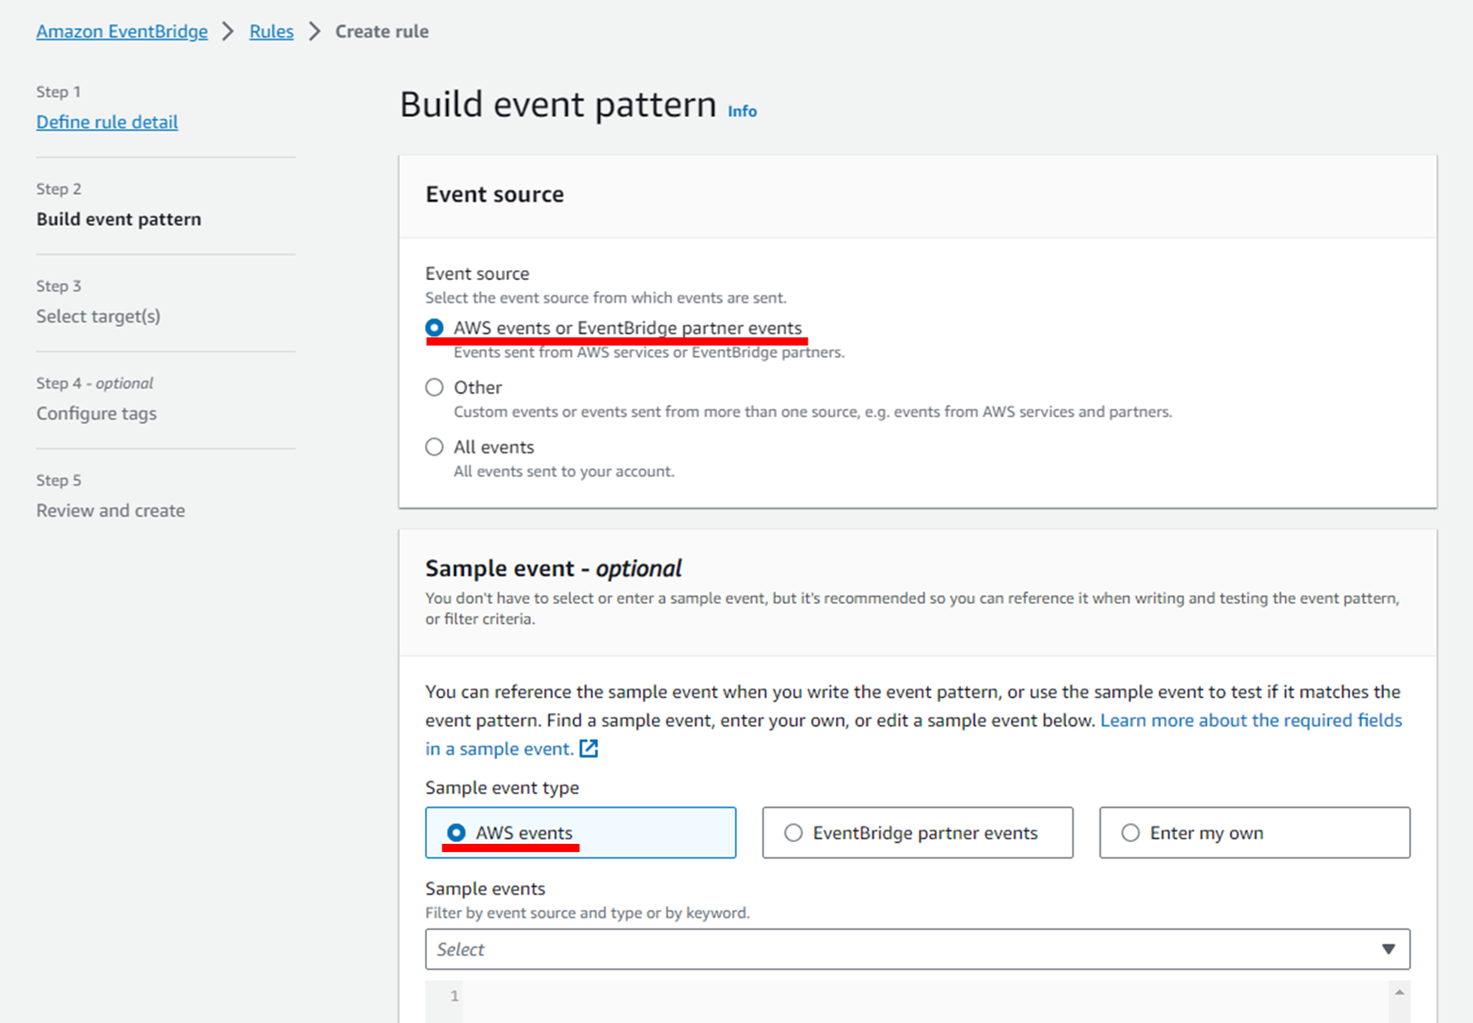 Amazon EventBridge > Rules > Create rule
Step 1
Define rule detail
Step 2
Build event pattern
Step 3
Select target(s)
Step 4 - optional
Configure tags
Step 5
Review and create
Build event pattern Info
Event source
Event source
Select the event source from which events are sent.
AWS events or EventBridge partner events
Events sent from AWS services or EventBridge partners.
Other
Custom events or events sent from more than one source, e.g. events from AWS services and partners.
All events
All events sent to your account.
Sample event - optional
You don't have to select or enter a sample event, but it's recommended so you can reference it when writing and testing the event pattern,
or filter criteria.
You can reference the sample event when you write the event pattern, or use the sample event to test if it matches the
event pattern. Find a sample event, enter your own, or edit a sample event below. Learn more about the required fields
in a sample event.
Sample event type
AWS events
EventBridge partner events
Enter my own
Sample events
Filter by event source and type or by keyword.
Select
1